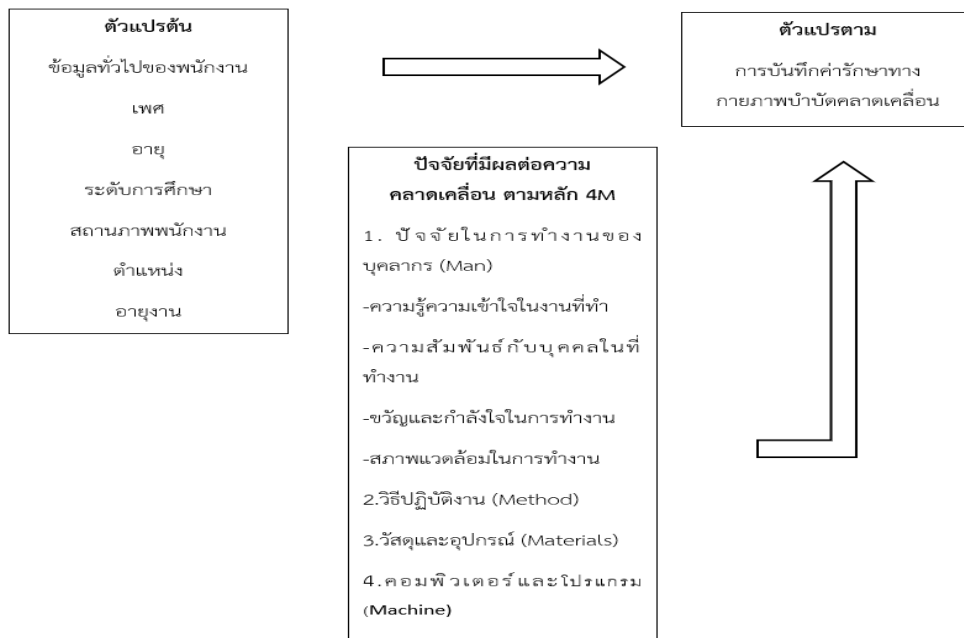 ตัวแปรต้น
ข้อมูลทั่วไปของพนักงาน
เพศ
อายุ
ระดับการศึกษา
สถานภาพพนักงาน
ตำแหน่ง
อายุงาน
ตัวแปรตาม
การบันทึกค่ารักษาทาง
กายภาพบำบัดคลาดเคลื่อน
ปัจจัยที่มีผลต่อความ
คลาดเคลื่อน ตามหลัก 4M
1. ปัจจัยในการทำงานของ
บุคลากร (Man)
-ความรู้ความเข้าใจในงานที่ทำ
-ความสัมพันธ์กับบุคคลในที่
ทำงาน
-ขวัญและกำลังใจในการทำงาน
-สภาพแวดล้อมในการทำงาน
2.วิธีปฏิบัติงาน (Method)
3.วัสดุและอุปกรณ์ (Materials)
4.คอมพิวเตอร์และโปรแกรม
(Machine)